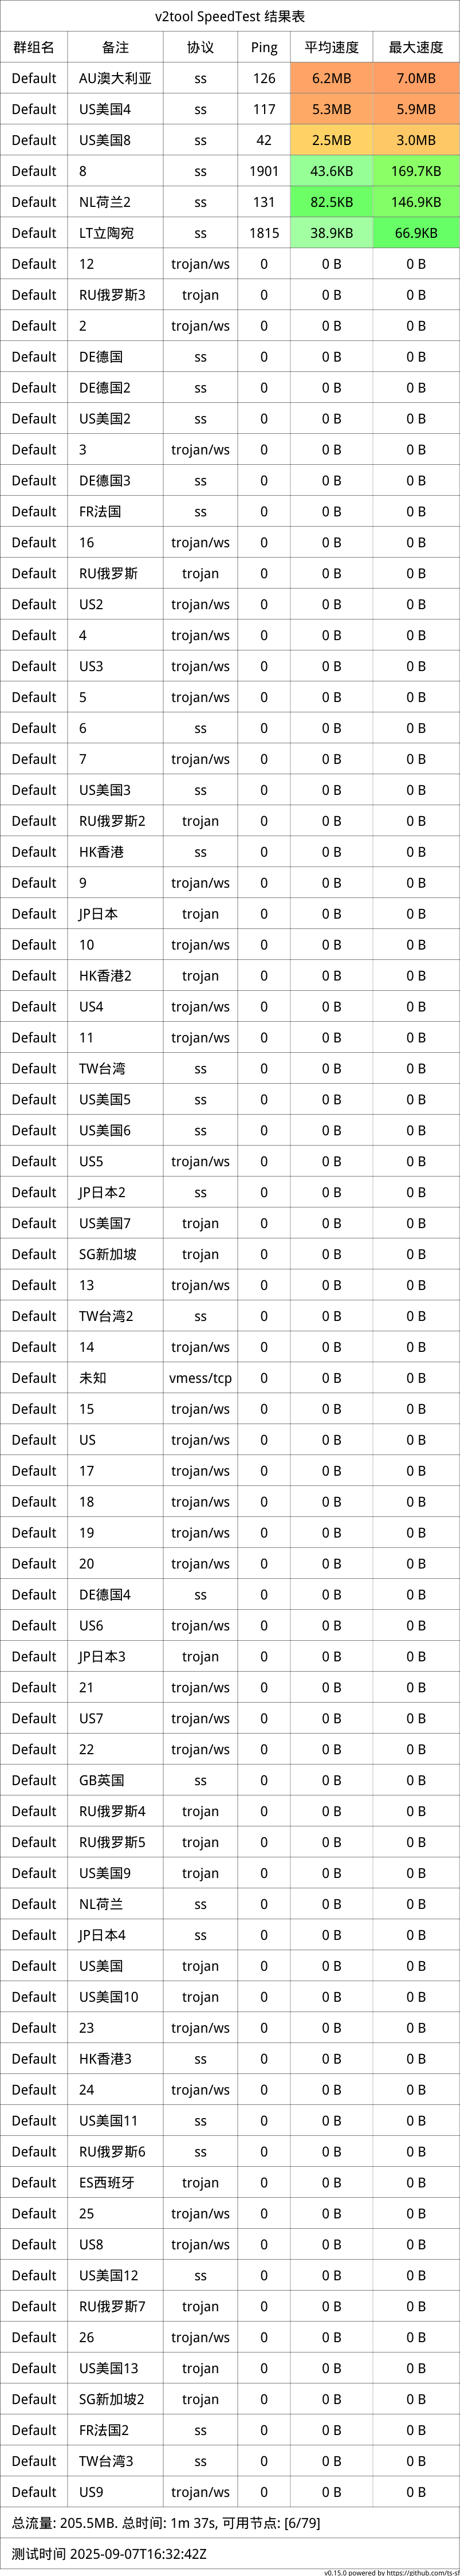 v2tool SpeedTest 结果表
群组名 备注 协议 Ping 平均速度 最大速度
Default AU澳大利亚 ss 126 6.2MB 7.0MB
Default US美国4 ss 117 5.3MB 5.9MB
Default US美国8 ss 42 2.5MB 3.0MB
Default 8 ss 1901 43.6KB 169.7KB
Default NL荷兰2 ss 131 82.5KB 146.9KB
Default LT立陶宛 ss 1815 38.9KB 66.9KB
Default 12 trojan/ws 0 0 B 0 B
Default RU俄罗斯3 trojan 0 0 B 0 B
Default 2 trojan/ws 0 0 B 0 B
Default DE德国 ss 0 0 B 0 B
Default DE德国2 ss 0 0 B 0 B
Default US美国2 ss 0 0 B 0 B
Default 3 trojan/ws 0 0 B 0 B
Default DE德国3 ss 0 0 B 0 B
Default FR法国 ss 0 0 B 0 B
Default 16 trojan/ws 0 0 B 0 B
Default RU俄罗斯 trojan 0 0 B 0 B
Default US2 trojan/ws 0 0 B 0 B
Default 4 trojan/ws 0 0 B 0 B
Default US3 trojan/ws 0 0 B 0 B
Default 5 trojan/ws 0 0 B 0 B
Default 6 ss 0 0 B 0 B
Default 7 trojan/ws 0 0 B 0 B
Default US美国3 ss 0 0 B 0 B
Default RU俄罗斯2 trojan 0 0 B 0 B
Default HK香港 ss 0 0 B 0 B
Default 9 trojan/ws 0 0 B 0 B
Default JP日本 trojan 0 0 B 0 B
Default 10 trojan/ws 0 0 B 0 B
Default HK香港2 trojan 0 0 B 0 B
Default US4 trojan/ws 0 0 B 0 B
Default 11 trojan/ws 0 0 B 0 B
Default TW台湾 ss 0 0 B 0 B
Default US美国5 ss 0 0 B 0 B
Default US美国6 ss 0 0 B 0 B
Default US5 trojan/ws 0 0 B 0 B
Default JP日本2 ss 0 0 B 0 B
Default US美国7 trojan 0 0 B 0 B
Default SG新加坡 trojan 0 0 B 0 B
Default 13 trojan/ws 0 0 B 0 B
Default TW台湾2 ss 0 0 B 0 B
Default 14 trojan/ws 0 0 B 0 B
Default 未知 vmess/tcp 0 0 B 0 B
Default 15 trojan/ws 0 0 B 0 B
Default US trojan/ws 0 0 B 0 B
Default 17 trojan/ws 0 0 B 0 B
Default 18 trojan/ws 0 0 B 0 B
Default 19 trojan/ws 0 0 B 0 B
Default 20 trojan/ws 0 0 B 0 B
Default DE德国4 ss 0 0 B 0 B
Default US6 trojan/ws 0 0 B 0 B
Default JP日本3 trojan 0 0 B 0 B
Default 21 trojan/ws 0 0 B 0 B
Default US7 trojan/ws 0 0 B 0 B
Default 22 trojan/ws 0 0 B 0 B
Default GB英国 ss 0 0 B 0 B
Default RU俄罗斯4 trojan 0 0 B 0 B
Default RU俄罗斯5 trojan 0 0 B 0 B
Default US美国9 trojan 0 0 B 0 B
Default NL荷兰 ss 0 0 B 0 B
Default JP日本4 ss 0 0 B 0 B
Default US美国 trojan 0 0 B 0 B
Default US美国10 trojan 0 0 B 0 B
Default 23 trojan/ws 0 0 B 0 B
Default HK香港3 ss 0 0 B 0 B
Default 24 trojan/ws 0 0 B 0 B
Default US美国11 ss 0 0 B 0 B
Default RU俄罗斯6 ss 0 0 B 0 B
Default ES西班牙 trojan 0 0 B 0 B
Default 25 trojan/ws 0 0 B 0 B
Default US8 trojan/ws 0 0 B 0 B
Default US美国12 ss 0 0 B 0 B
Default RU俄罗斯7 trojan 0 0 B 0 B
Default 26 trojan/ws 0 0 B 0 B
Default US美国13 trojan 0 0 B 0 B
Default SG新加坡2 trojan 0 0 B 0 B
Default FR法国2 ss 0 0 B 0 B
Default TW台湾3 ss 0 0 B 0 B
Default US9 trojan/ws 0 0 B 0 B
总流量: 205.5MB. 总时间: 1m 37s, 可用节点: [6/79]
测试时间 2025-09-07T16:32:42Z
v0.15.0 powered by https://github.com/ts-sf